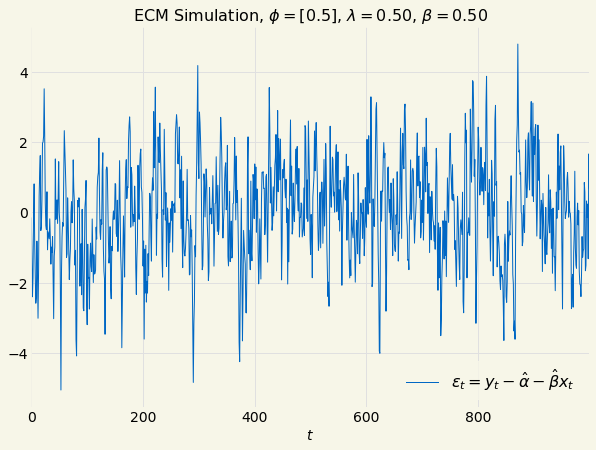 ECM Simulation, ϕ = [0.5], λ = 0.50, β = 0.50
4
2
0
−2
−4
εₜ = yₜ − α̂ − β̂xₜ
0 200 400 600 800
t